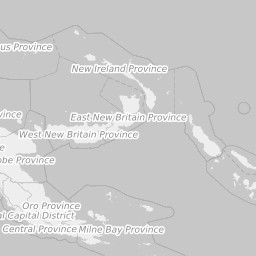 us Province
New Ireland Province
vince
East New Britain Province
West New Britain Province
e
be Province
Oro Province
al Capital District
Central Province
Milne Bay Province